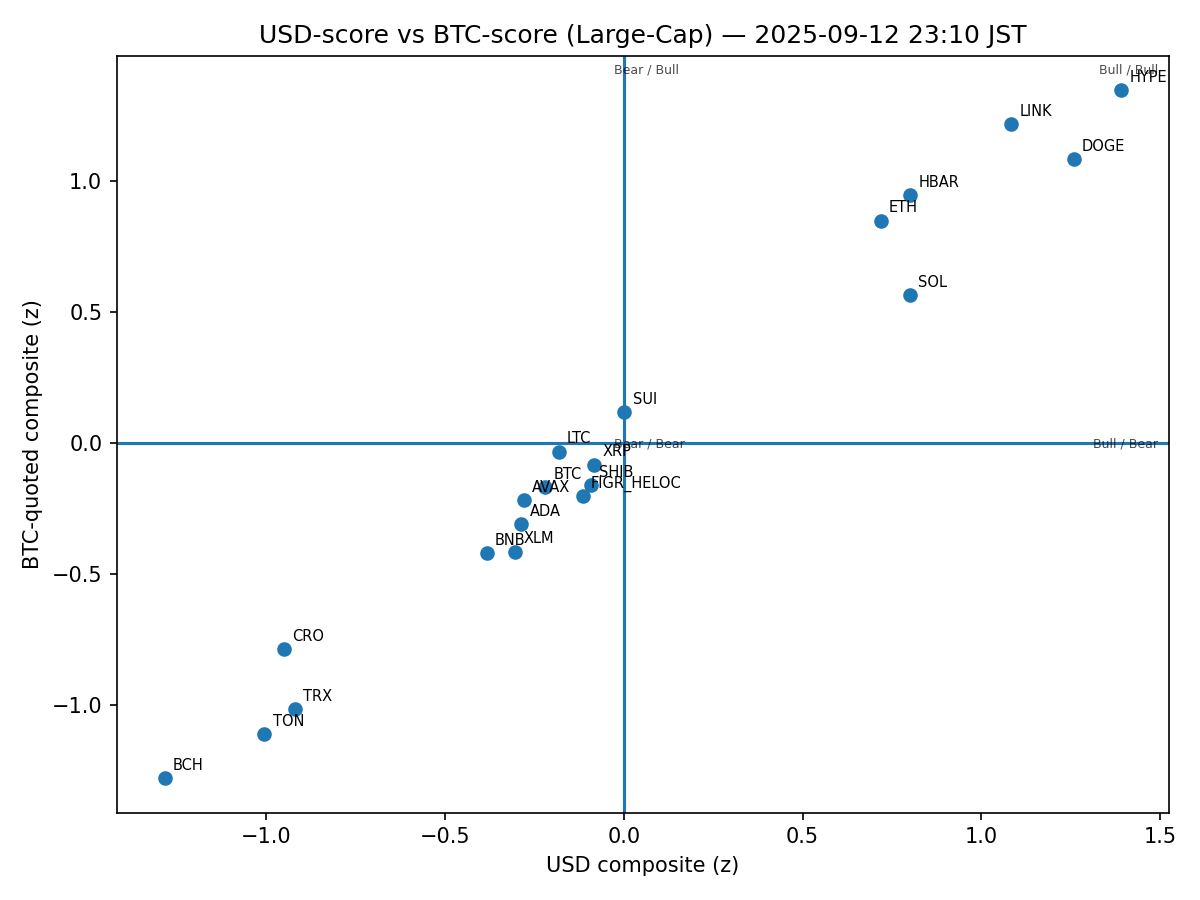 USD-score vs BTC-score (Large-Cap) — 2025-09-12 23:10 JST
Bear / Bull
Bull / Bull
HYPE
LINK
DOGE
HBAR
ETH
SOL
SUI
LTC
Bear / Bear
Bull / Bear
XRP
SHIB
BTC
FIGR_HELOC
AVAX
ADA
BNB
XLM
CRO
TRX
TON
BCH
1.0
0.5
0.0
−0.5
−1.0
BTC-quoted composite (z)
−1.0
−0.5
0.0
0.5
1.0
1.5
USD composite (z)